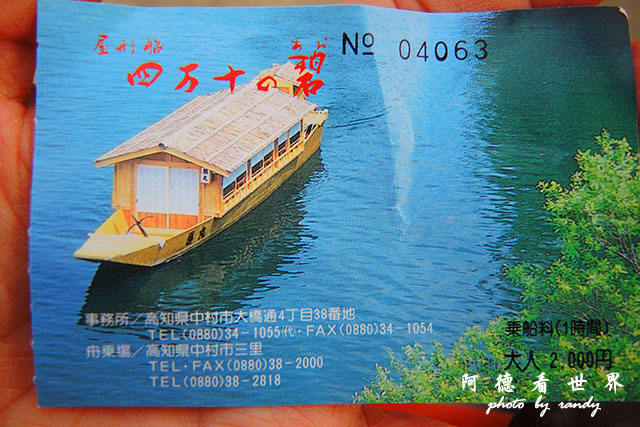 屋形船
四万十の碧
あお
No 04063
事務所/高知県中村市大橋通4丁目38番地
TEL(0880)34-1055代・FAX(0880)34-1054
舟乗場/高知県中村市三里
TEL・FAX(0880)38-2000
TEL(0880)38-2818
乗船料(1時間)
大人 2,000円
阿德看世界
photo by randy